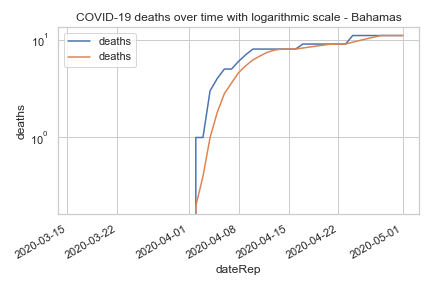 COVID-19 deaths over time with logarithmic scale - Bahamas
deaths
deaths
deaths
10¹
10⁰
2020-03-15
2020-03-22
2020-04-01
2020-04-08
2020-04-15
2020-04-22
2020-05-01
dateRep